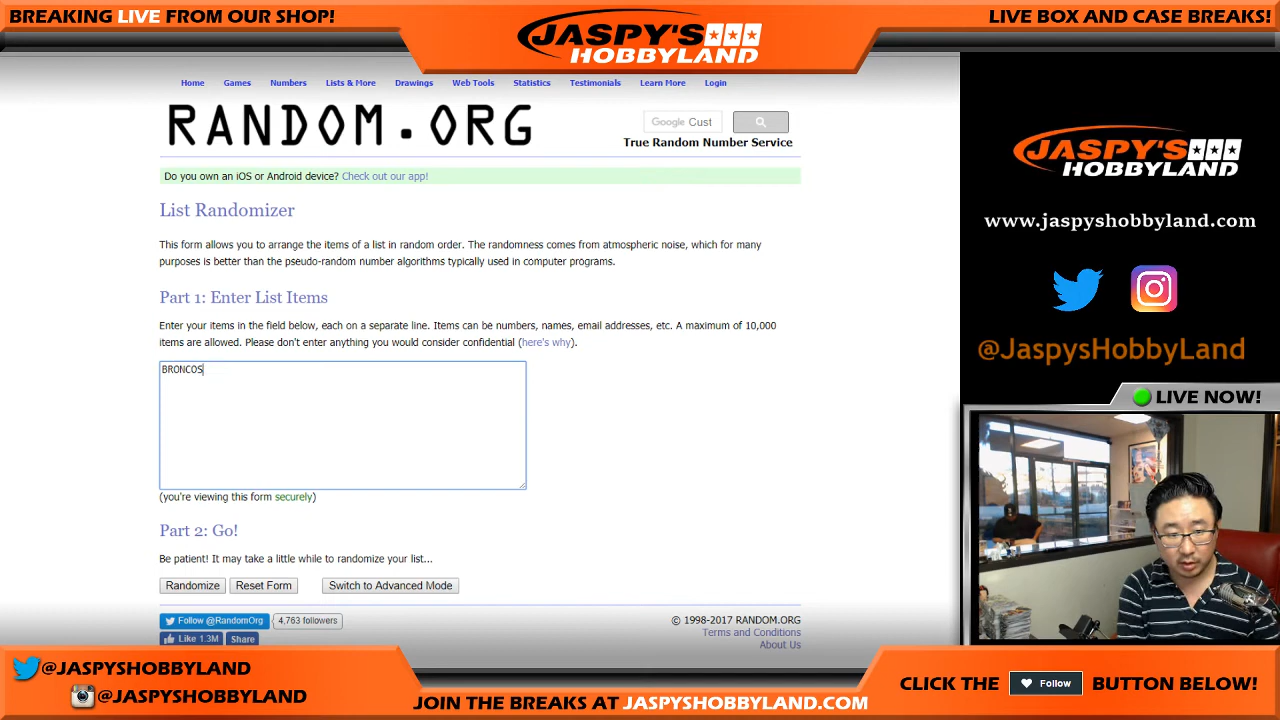 BREAKING LIVE FROM OUR SHOP!
JASPY'S
HOBBYLAND
LIVE BOX AND CASE BREAKS!
Home Games Numbers Lists & More Drawings Web Tools Statistics Testimonials Learn More Login
RANDOM.ORG
Google Cust
True Random Number Service
Do you own an iOS or Android device? Check out our app!
List Randomizer
This form allows you to arrange the items of a list in random order. The randomness comes from atmospheric noise, which for many
purposes is better than the pseudo-random number algorithms typically used in computer programs.
Part 1: Enter List Items
Enter your items in the field below, each on a separate line. Items can be numbers, names, email addresses, etc. A maximum of 10,000
items are allowed. Please don't enter anything you would consider confidential (here's why).
BRONCOS
(you're viewing this form securely)
Part 2: Go!
Be patient! It may take a little while to randomize your list...
Randomize Reset Form Switch to Advanced Mode
Follow @RandomOrg 4,763 followers
Like 1.3M Share
© 1998-2017 RANDOM.ORG
Terms and Conditions
About Us
JASPY'S
HOBBYLAND
www.jaspyshobbyland.com
@JaspysHobbyLand
LIVE NOW!
@JASPYSHOBBYLAND
@JASPYSHOBBYLAND
JOIN THE BREAKS AT JASPYSHOBBYLAND.COM
CLICK THE Follow BUTTON BELOW!